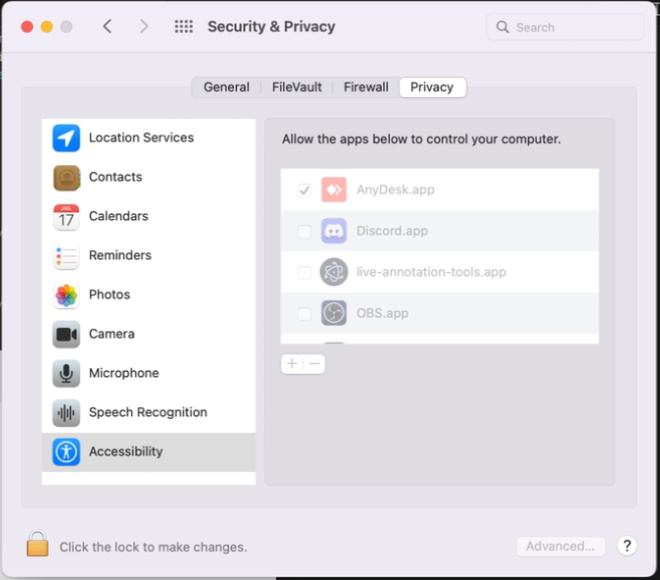 Security & Privacy
Search
General
FileVault
Firewall
Privacy
Location Services
Contacts
JUL
17
Calendars
Reminders
Photos
Camera
Microphone
Speech Recognition
Accessibility
Allow the apps below to control your computer.
AnyDesk.app
Discord.app
live-annotation-tools.app
OBS.app
Click the lock to make changes.
Advanced...
?